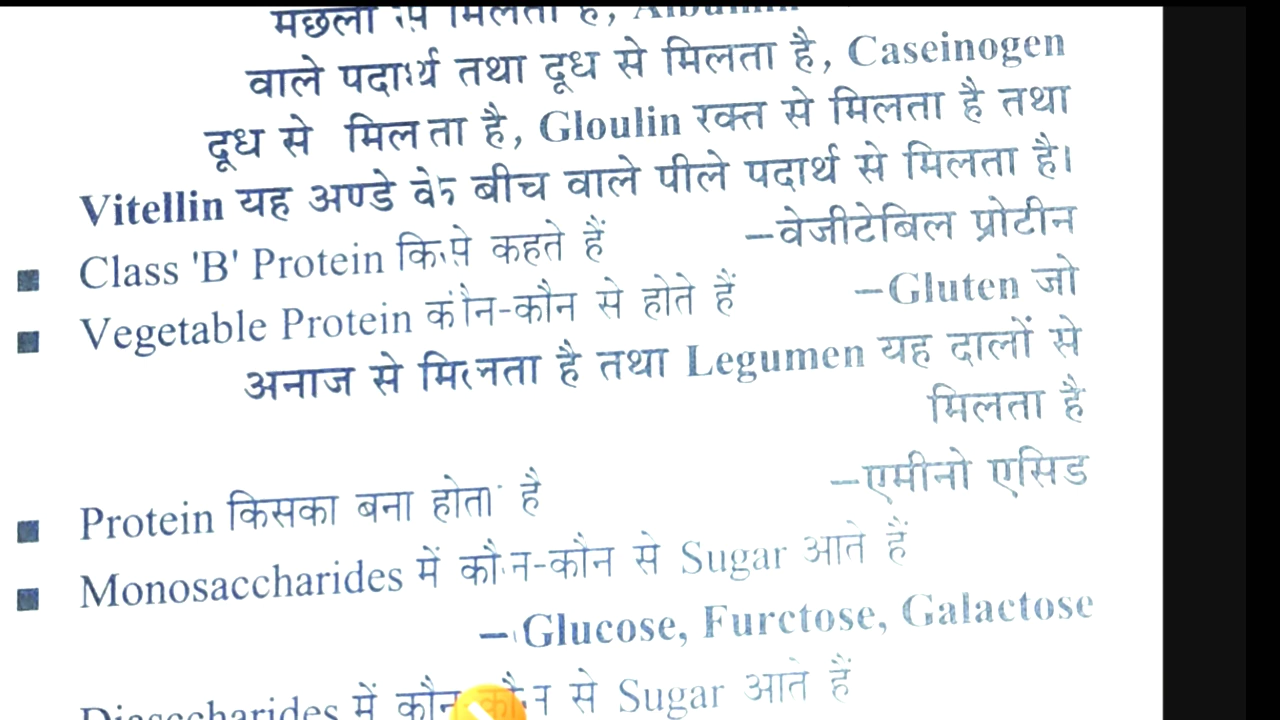 मछली से मिलता है,
वाले पदार्थ तथा दूध से मिलता है, Caseinogen
दूध से मिलता है, Gloulin रक्त से मिलता है तथा
Vitellin यह अण्डे के बीच वाले पीले पदार्थ से मिलता है।
■ Class 'B' Protein किसे कहते हैं –वेजीटेबिल प्रोटीन
■ Vegetable Protein कौन-कौन से होते हैं –Gluten जो
अनाज से मिलता है तथा Legumen यह दालों से
मिलता है
■ Protein किसका बना होता है –एमीनो एसिड
■ Monosaccharides में कौन-कौन से Sugar आते हैं
–Glucose, Furctose, Galactose
में कौन-कौन से Sugar आते हैं